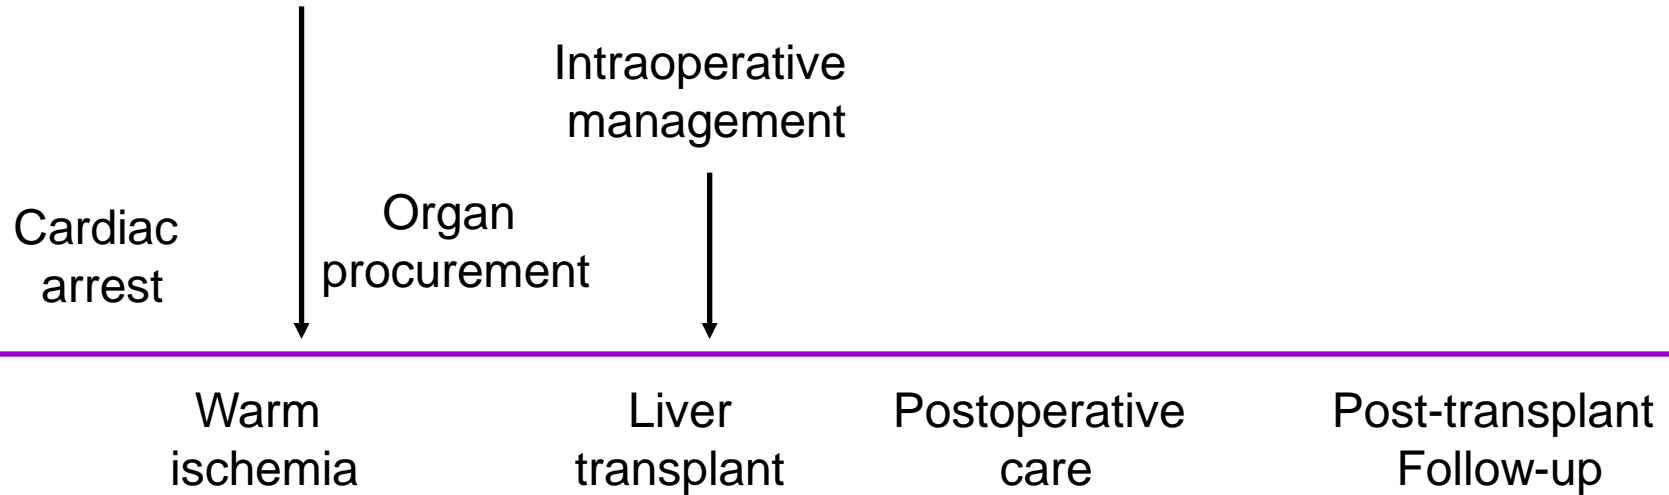 Intraoperative
management
Cardiac
arrest
Organ
procurement
Warm
ischemia
Liver
transplant
Postoperative
care
Post-transplant
Follow-up